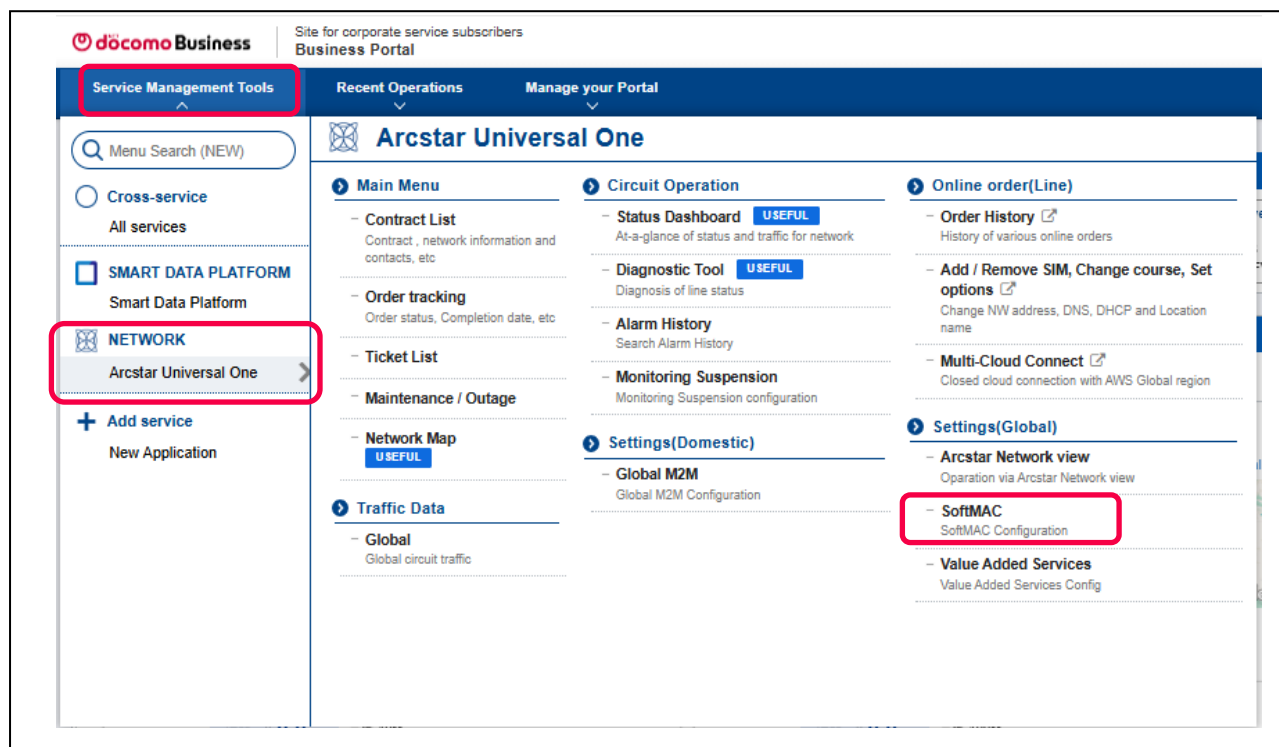 döcomo Business
Site for corporate service subscribers
Business Portal
Service Management Tools
Recent Operations
Manage your Portal
Menu Search (NEW)
Cross-service
All services
SMART DATA PLATFORM
Smart Data Platform
NETWORK
Arcstar Universal One
Add service
New Application
Arcstar Universal One
Main Menu
Contract List
Contract , network information and
contacts, etc
Order tracking
Order status, Completion date, etc
Ticket List
Maintenance / Outage
Network Map
USEFUL
Traffic Data
Global
Global circuit traffic
Circuit Operation
Status Dashboard USEFUL
At-a-glance of status and traffic for network
Diagnostic Tool USEFUL
Diagnosis of line status
Alarm History
Search Alarm History
Monitoring Suspension
Monitoring Suspension configuration
Settings(Domestic)
Global M2M
Global M2M Configuration
Online order(Line)
Order History
History of various online orders
Add / Remove SIM, Change course, Set
options
Change NW address, DNS, DHCP and Location
name
Multi-Cloud Connect
Closed cloud connection with AWS Global region
Settings(Global)
Arcstar Network view
Oparation via Arcstar Network view
SoftMAC
SoftMAC Configuration
Value Added Services
Value Added Services Config